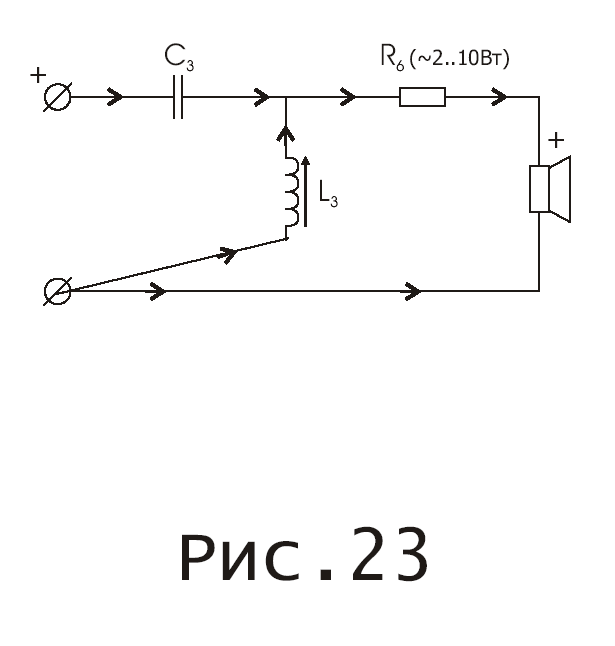 C3
R6 (~2..10Вт)
+
+
L3
Рис.23